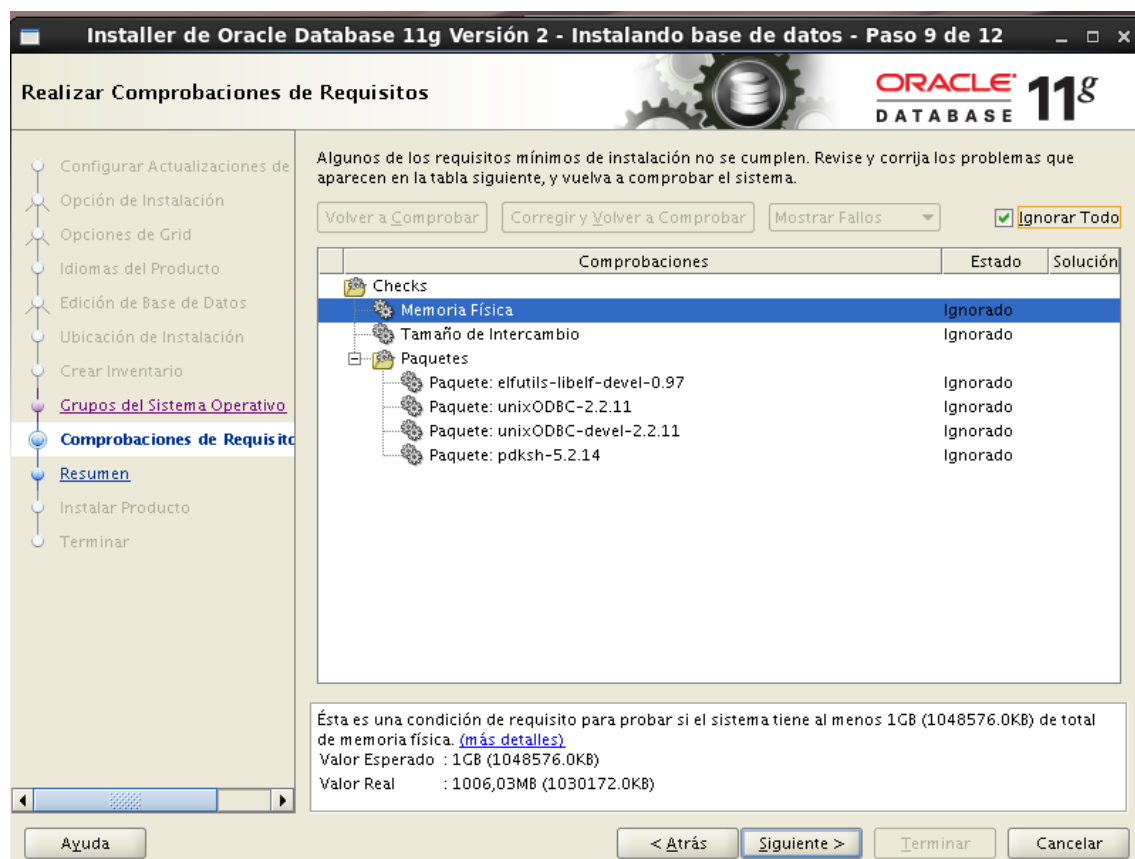 Installer de Oracle Database 11g Versión 2 - Instalando base de datos - Paso 9 de 12
Realizar Comprobaciones de Requisitos
ORACLE
DATABASE 11g
Configurar Actualizaciones de
Opción de Instalación
Opciones de Grid
Idiomas del Producto
Edición de Base de Datos
Ubicación de Instalación
Crear Inventario
Grupos del Sistema Operativo
Comprobaciones de Requisito
Resumen
Instalar Producto
Terminar
Algunos de los requisitos mínimos de instalación no se cumplen. Revise y corrija los problemas que
aparecen en la tabla siguiente, y vuelva a comprobar el sistema.
Volver a Comprobar Corregir y Volver a Comprobar Mostrar Fallos Ignorar Todo
Comprobaciones Estado Solución
Checks
Memoria Física Ignorado
Tamaño de Intercambio Ignorado
Paquetes
Paquete: elfutils-libelf-devel-0.97 Ignorado
Paquete: unixODBC-2.2.11 Ignorado
Paquete: unixODBC-devel-2.2.11 Ignorado
Paquete: pdksh-5.2.14 Ignorado
Ésta es una condición de requisito para probar si el sistema tiene al menos 1GB (1048576.0KB) de total
de memoria física. (más detalles)
Valor Esperado : 1GB (1048576.0KB)
Valor Real : 1006,03MB (1030172.0KB)
Ayuda < Atrás Siguiente > Terminar Cancelar